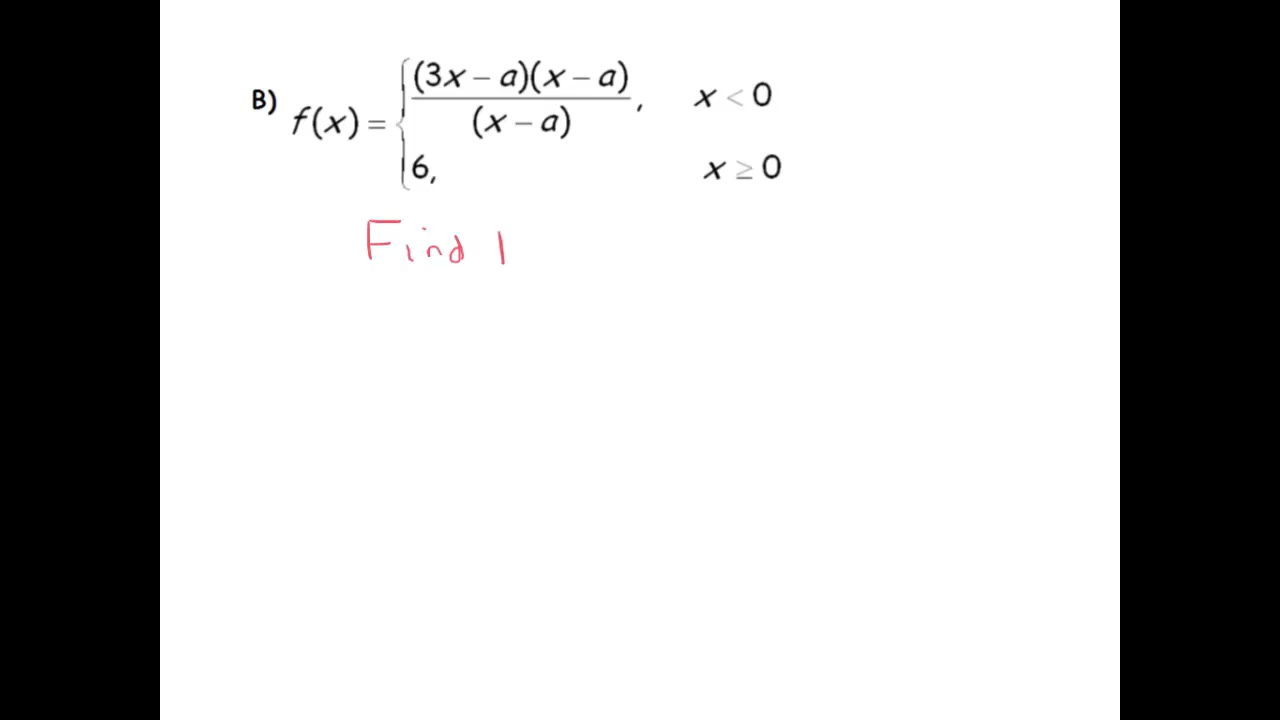 B) f(x) = { (3x − a)(x − a) / (x − a), x < 0
6, x ≥ 0
Find l